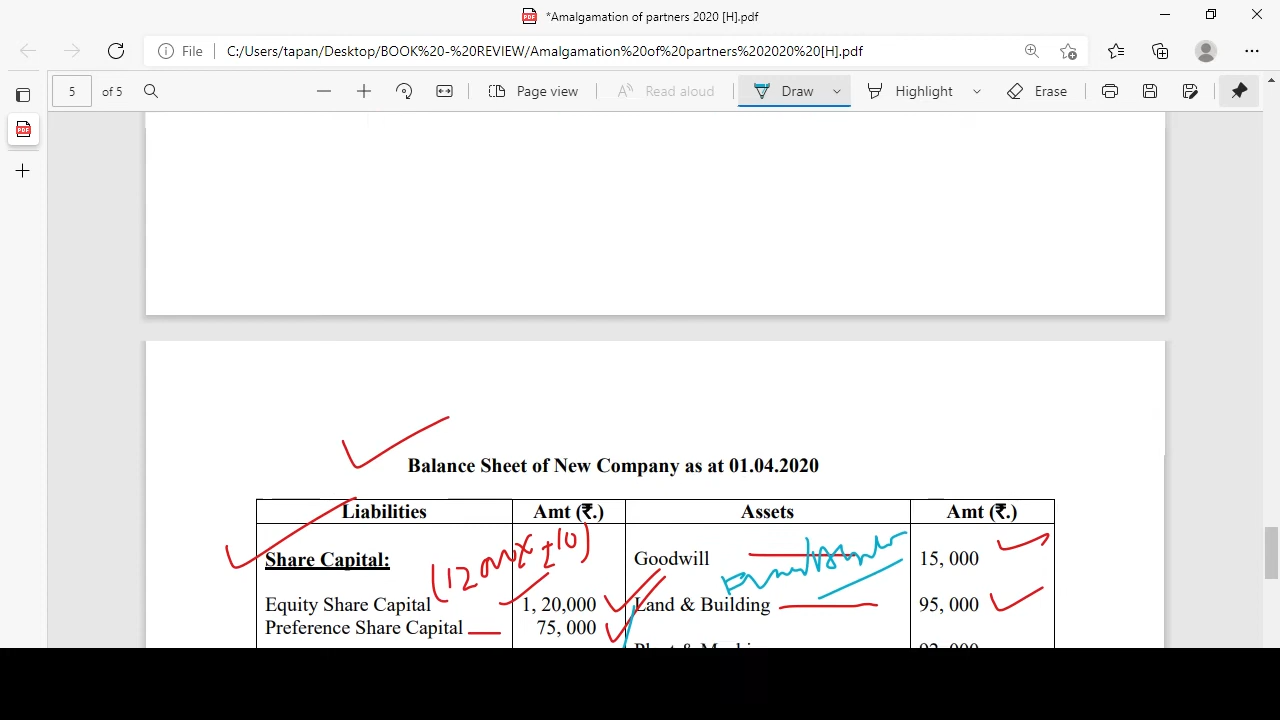 *Amalgamation of partners 2020 [H].pdf
File
C:/Users/tapan/Desktop/BOOK%20-%20REVIEW/Amalgamation%20of%20partners%202020%20[H].pdf
5 of 5
Page view
Read aloud
Draw
Highlight
Erase
Balance Sheet of New Company as at 01.04.2020
Liabilities Amt (₹.) Assets Amt (₹.)
Share Capital: Goodwill 15, 000
Equity Share Capital 1, 20,000 Land & Building 95, 000
Preference Share Capital 75, 000